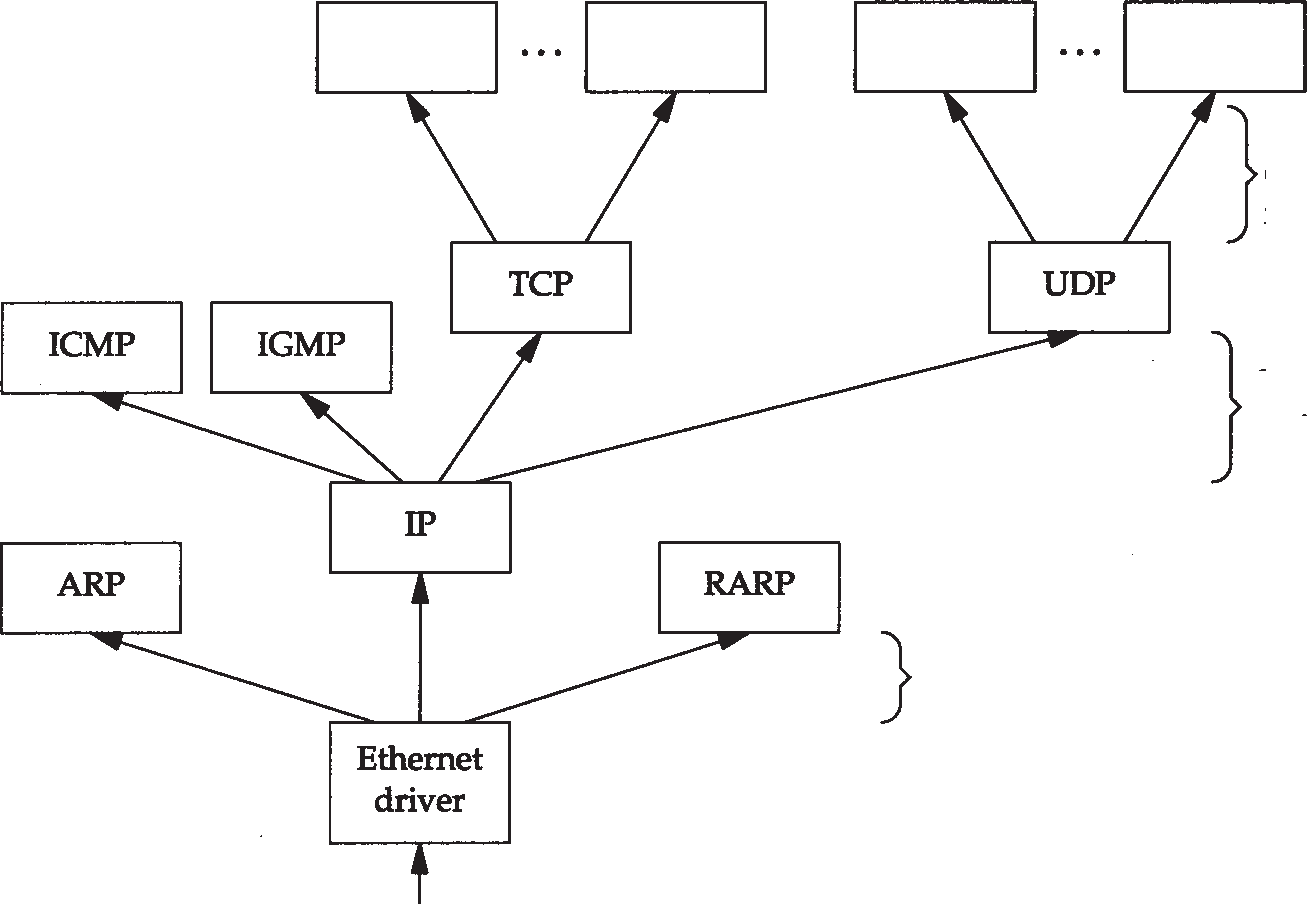 ... ...
TCP UDP
ICMP IGMP
IP
ARP RARP
Ethernet
driver